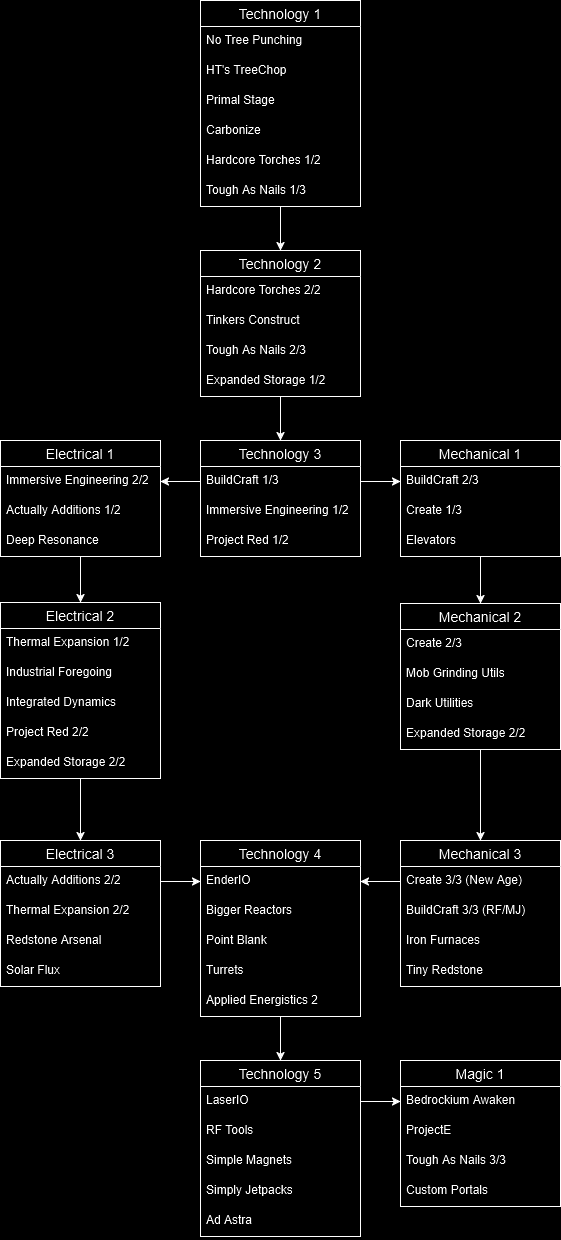 Technology 1
No Tree Punching
HT's TreeChop
Primal Stage
Carbonize
Hardcore Torches 1/2
Tough As Nails 1/3
Technology 2
Hardcore Torches 2/2
Tinkers Construct
Tough As Nails 2/3
Expanded Storage 1/2
Electrical 1
Immersive Engineering 2/2
Actually Additions 1/2
Deep Resonance
Technology 3
BuildCraft 1/3
Immersive Engineering 1/2
Project Red 1/2
Mechanical 1
BuildCraft 2/3
Create 1/3
Elevators
Electrical 2
Thermal Expansion 1/2
Industrial Foregoing
Integrated Dynamics
Project Red 2/2
Expanded Storage 2/2
Mechanical 2
Create 2/3
Mob Grinding Utils
Dark Utilities
Expanded Storage 2/2
Electrical 3
Actually Additions 2/2
Thermal Expansion 2/2
Redstone Arsenal
Solar Flux
Technology 4
EnderIO
Bigger Reactors
Point Blank
Turrets
Applied Energistics 2
Mechanical 3
Create 3/3 (New Age)
BuildCraft 3/3 (RF/MJ)
Iron Furnaces
Tiny Redstone
Technology 5
LaserIO
RF Tools
Simple Magnets
Simply Jetpacks
Ad Astra
Magic 1
Bedrockium Awaken
ProjectE
Tough As Nails 3/3
Custom Portals